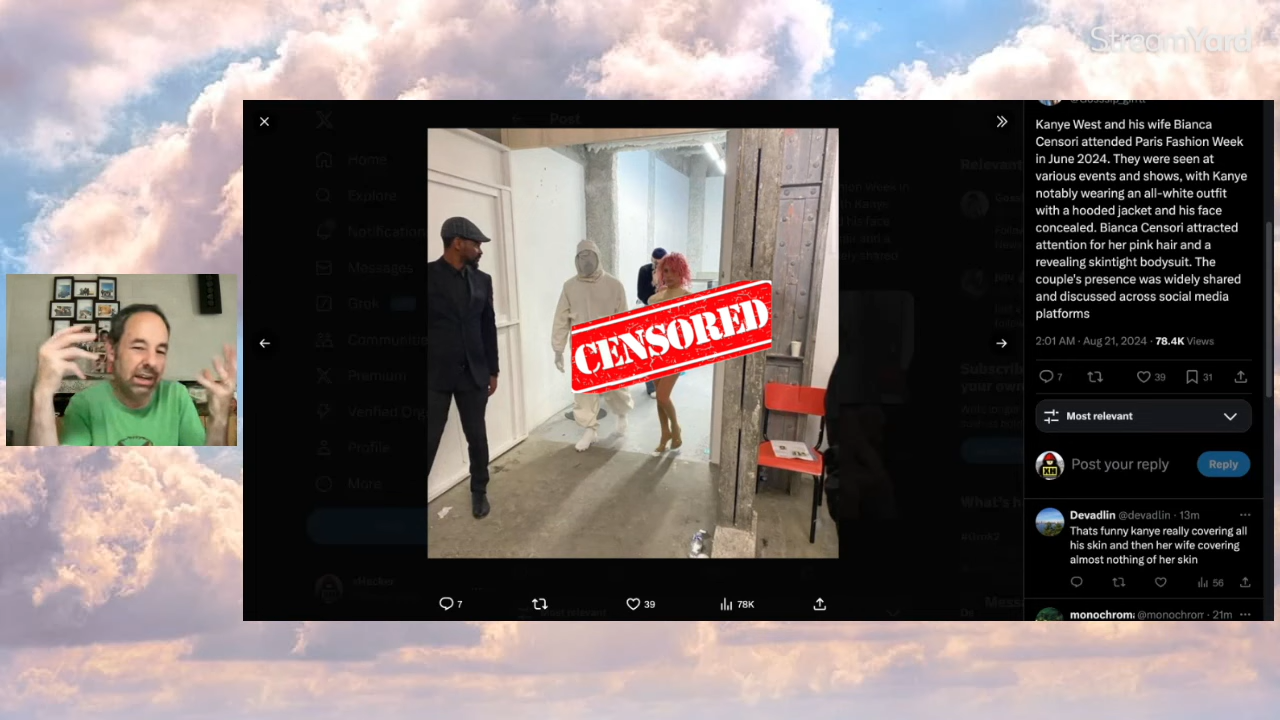 StreamYard
Post
Home
Explore
Notification
Messages
Grok
Communitie
Premium
Verified Org
Profile
More
CENSORED
7
39
78K
Kanye West and his wife Bianca
Censori attended Paris Fashion Week
in June 2024. They were seen at
various events and shows, with Kanye
notably wearing an all-white outfit
with a hooded jacket and his face
concealed. Bianca Censori attracted
attention for her pink hair and a
revealing skintight bodysuit. The
couple's presence was widely shared
and discussed across social media
platforms
2:01 AM · Aug 21, 2024 · 78.4K Views
7 39 31
Most relevant
Post your reply
Reply
Devadlin @devadlin · 13m
Thats funny kanye really covering all
his skin and then her wife covering
almost nothing of her skin
56
monochrom @monochrom · 21m